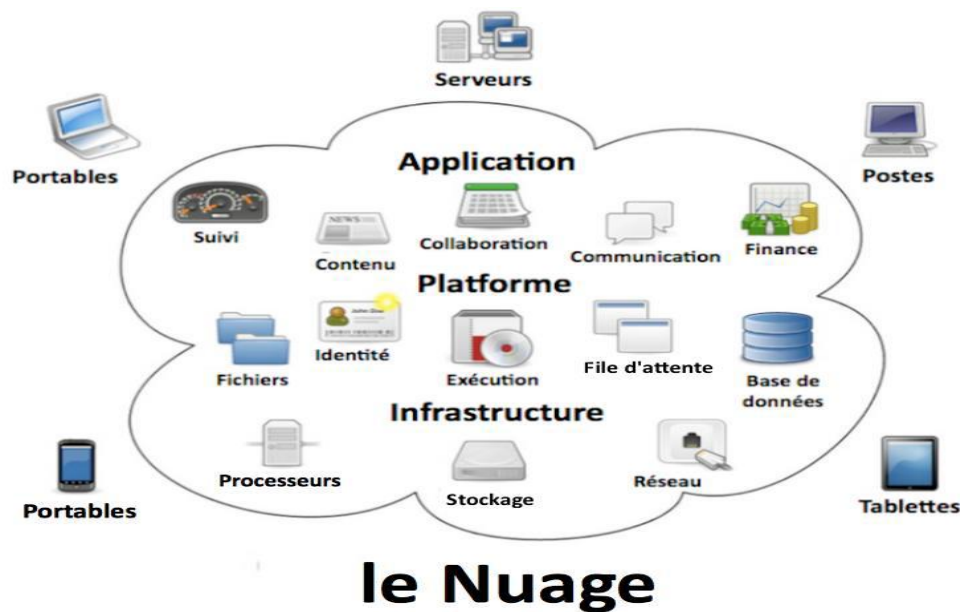 Serveurs
Portables
Postes
Application
Suivi
NEWS
Contenu
Collaboration
Communication
Finance
Platforme
Fichiers
Identité
Exécution
File d'attente
Base de
données
Infrastructure
Processeurs
Stockage
Réseau
Portables
Tablettes
le Nuage